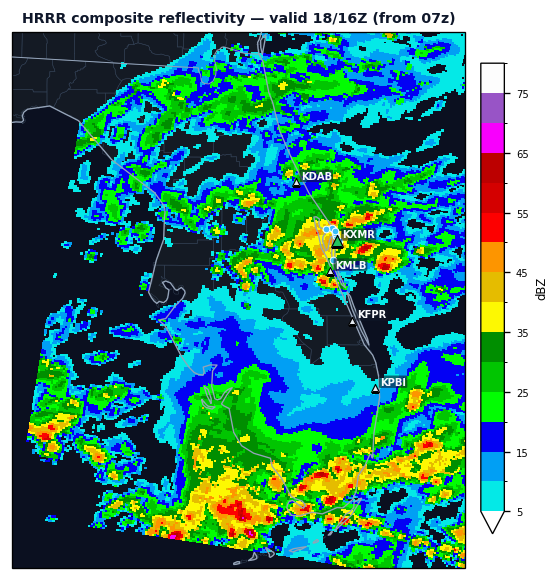 HRRR composite reflectivity — valid 18/16Z (from 07z)
KDAB
KXMR
KMLB
KFPR
KPBI
75
65
55
45
35
25
15
5
dBZ